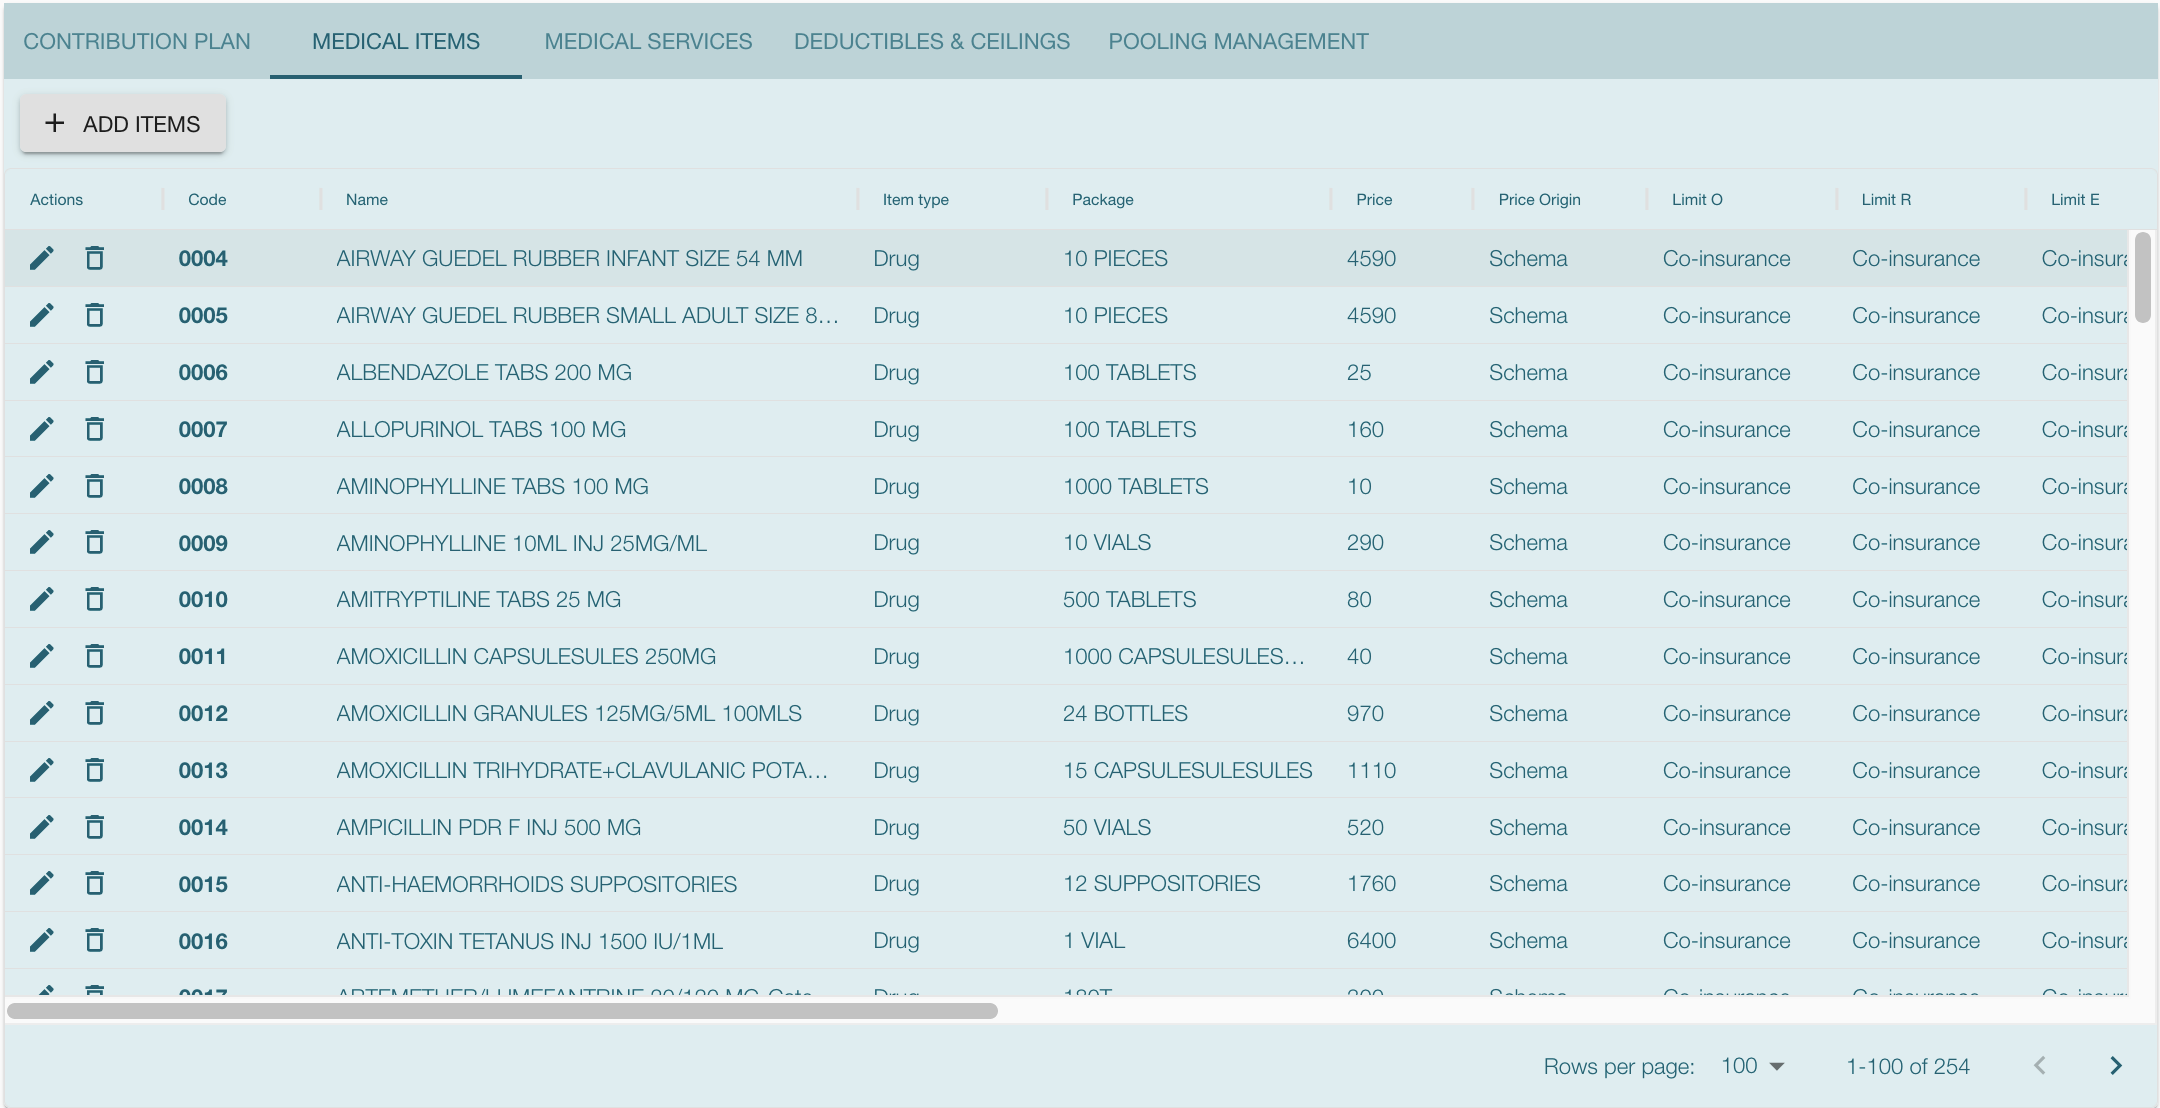 CONTRIBUTION PLAN MEDICAL ITEMS MEDICAL SERVICES DEDUCTIBLES & CEILINGS POOLING MANAGEMENT
+ ADD ITEMS
Actions Code Name Item type Package Price Price Origin Limit O Limit R Limit E
0004 AIRWAY GUEDEL RUBBER INFANT SIZE 54 MM Drug 10 PIECES 4590 Schema Co-insurance Co-insurance Co-insura
0005 AIRWAY GUEDEL RUBBER SMALL ADULT SIZE 8... Drug 10 PIECES 4590 Schema Co-insurance Co-insurance Co-insura
0006 ALBENDAZOLE TABS 200 MG Drug 100 TABLETS 25 Schema Co-insurance Co-insurance Co-insura
0007 ALLOPURINOL TABS 100 MG Drug 100 TABLETS 160 Schema Co-insurance Co-insurance Co-insura
0008 AMINOPHYLLINE TABS 100 MG Drug 1000 TABLETS 10 Schema Co-insurance Co-insurance Co-insura
0009 AMINOPHYLLINE 10ML INJ 25MG/ML Drug 10 VIALS 290 Schema Co-insurance Co-insurance Co-insura
0010 AMITRYPTILINE TABS 25 MG Drug 500 TABLETS 80 Schema Co-insurance Co-insurance Co-insura
0011 AMOXICILLIN CAPSULESULES 250MG Drug 1000 CAPSULESULES... 40 Schema Co-insurance Co-insurance Co-insura
0012 AMOXICILLIN GRANULES 125MG/5ML 100MLS Drug 24 BOTTLES 970 Schema Co-insurance Co-insurance Co-insura
0013 AMOXICILLIN TRIHYDRATE+CLAVULANIC POTA... Drug 15 CAPSULESULESULES 1110 Schema Co-insurance Co-insurance Co-insura
0014 AMPICILLIN PDR F INJ 500 MG Drug 50 VIALS 520 Schema Co-insurance Co-insurance Co-insura
0015 ANTI-HAEMORRHOIDS SUPPOSITORIES Drug 12 SUPPOSITORIES 1760 Schema Co-insurance Co-insurance Co-insura
0016 ANTI-TOXIN TETANUS INJ 1500 IU/1ML Drug 1 VIAL 6400 Schema Co-insurance Co-insurance Co-insura
0017 ARTEMETHER/LUMEFANTRINE Drug Schema Co-insurance Co-insurance Co-insura
Rows per page: 100 1-100 of 254